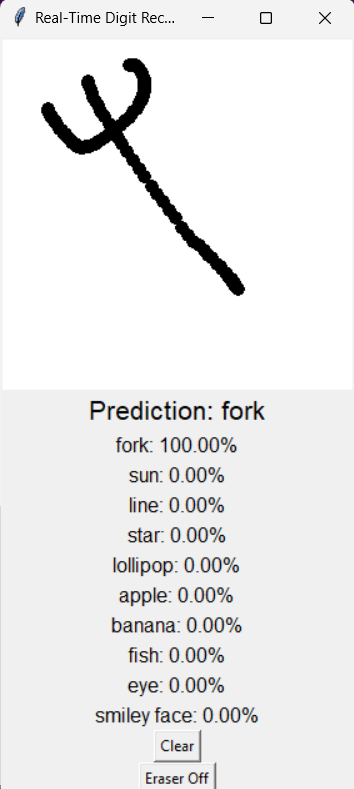 Real-Time Digit Rec...
Prediction: fork
fork: 100.00%
sun: 0.00%
line: 0.00%
star: 0.00%
lollipop: 0.00%
apple: 0.00%
banana: 0.00%
fish: 0.00%
eye: 0.00%
smiley face: 0.00%
Clear
Eraser Off